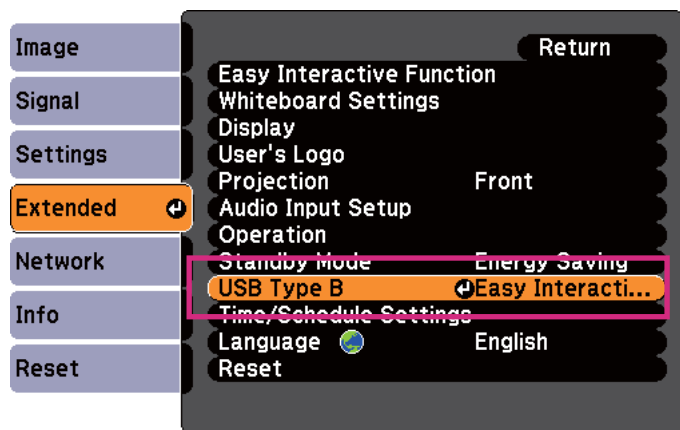 Image
Signal
Settings
Extended
Network
Info
Reset
Return
Easy Interactive Function
Whiteboard Settings
Display
User's Logo
Projection Front
Audio Input Setup
Operation
Standby Mode Energy Saving
USB Type B Easy Interacti...
Time/Schedule Settings
Language English
Reset